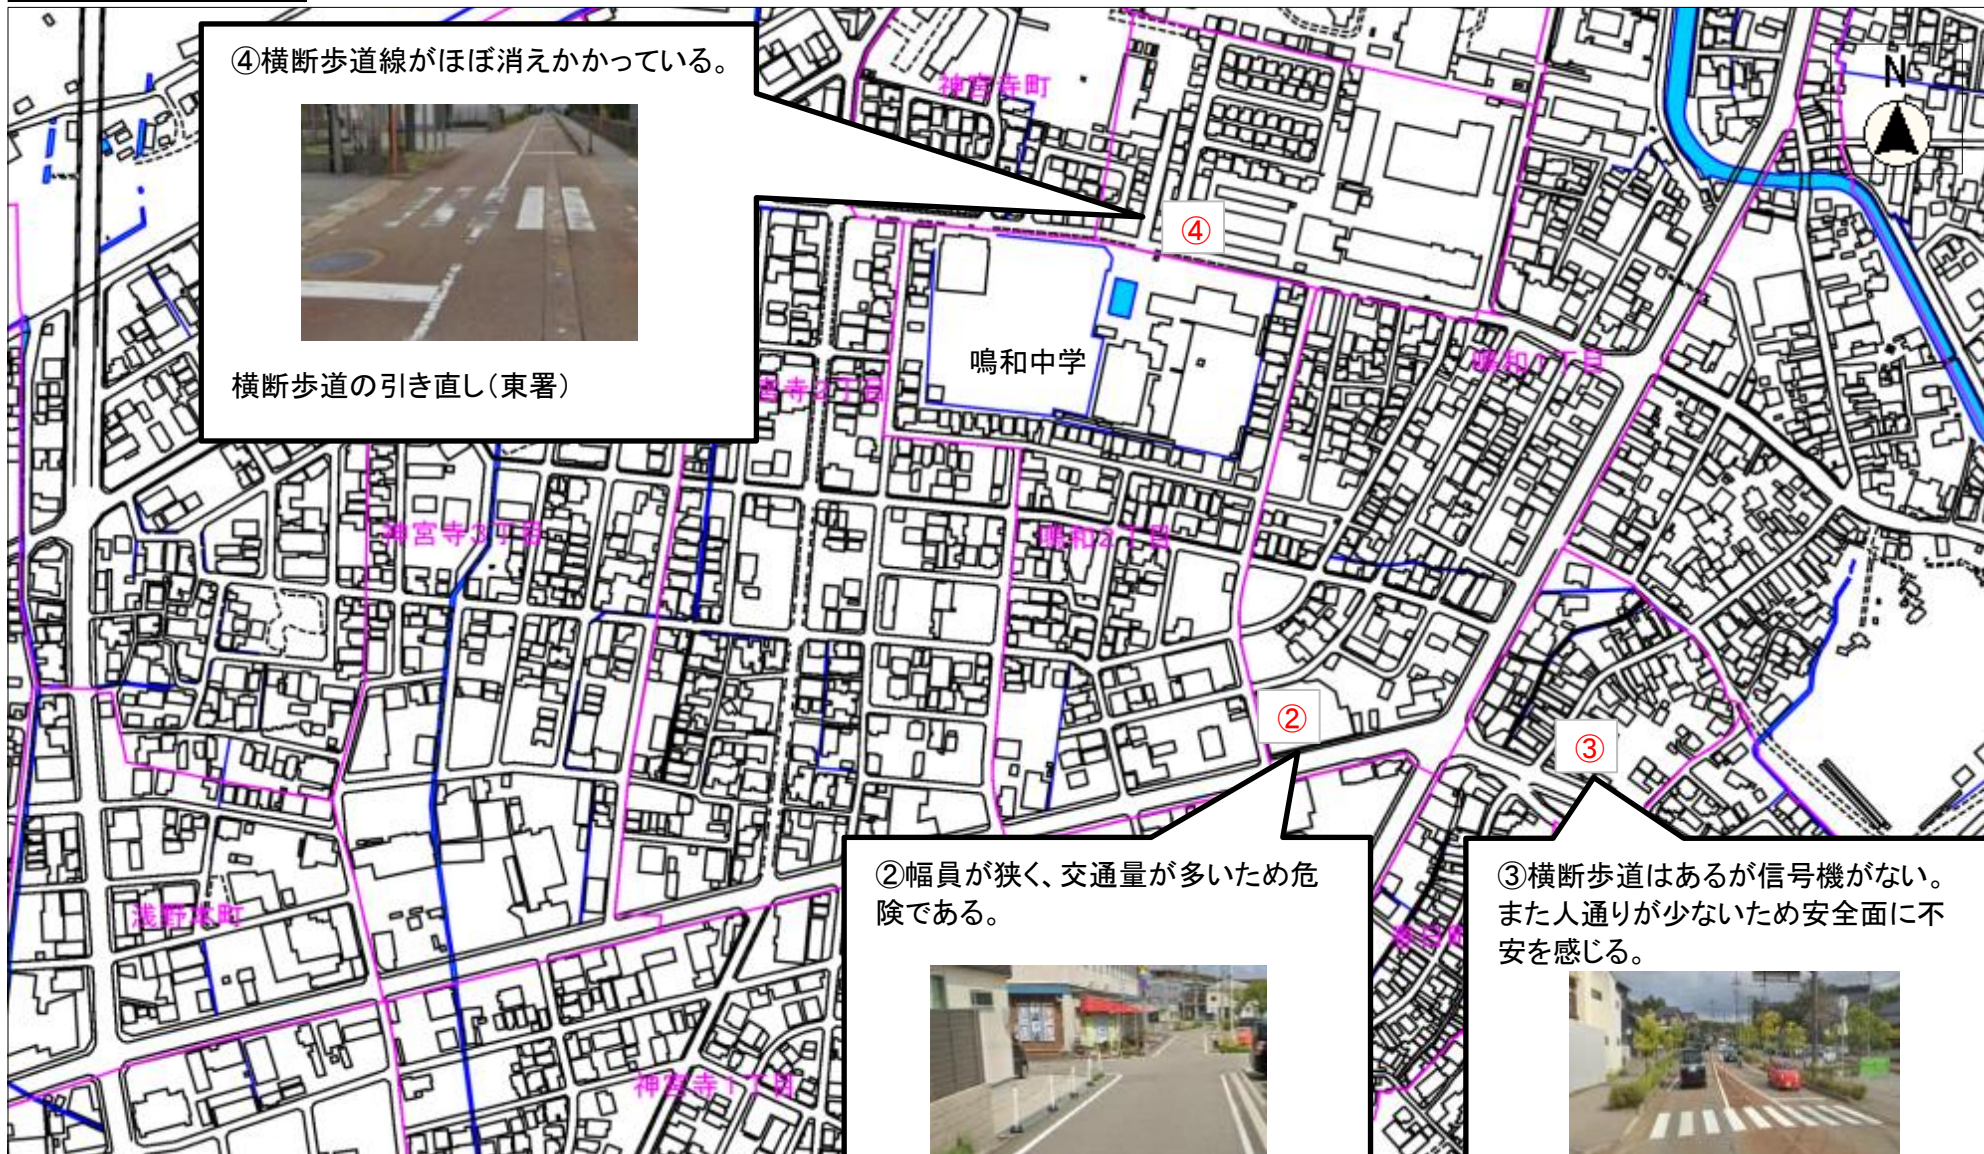 ④横断歩道線がほぼ消えかかっている。
横断歩道の引き直し(東署)
神宮寺町
N
④
鳴和中学
鳴和1丁目
宮寺2丁目
神宮寺3丁目
鳴和2丁目
②
③
②幅員が狭く、交通量が多いため危
険である。
③横断歩道はあるが信号機がない。
また人通りが少ないため安全面に不
安を感じる。
浅野本町
神宮寺1丁目